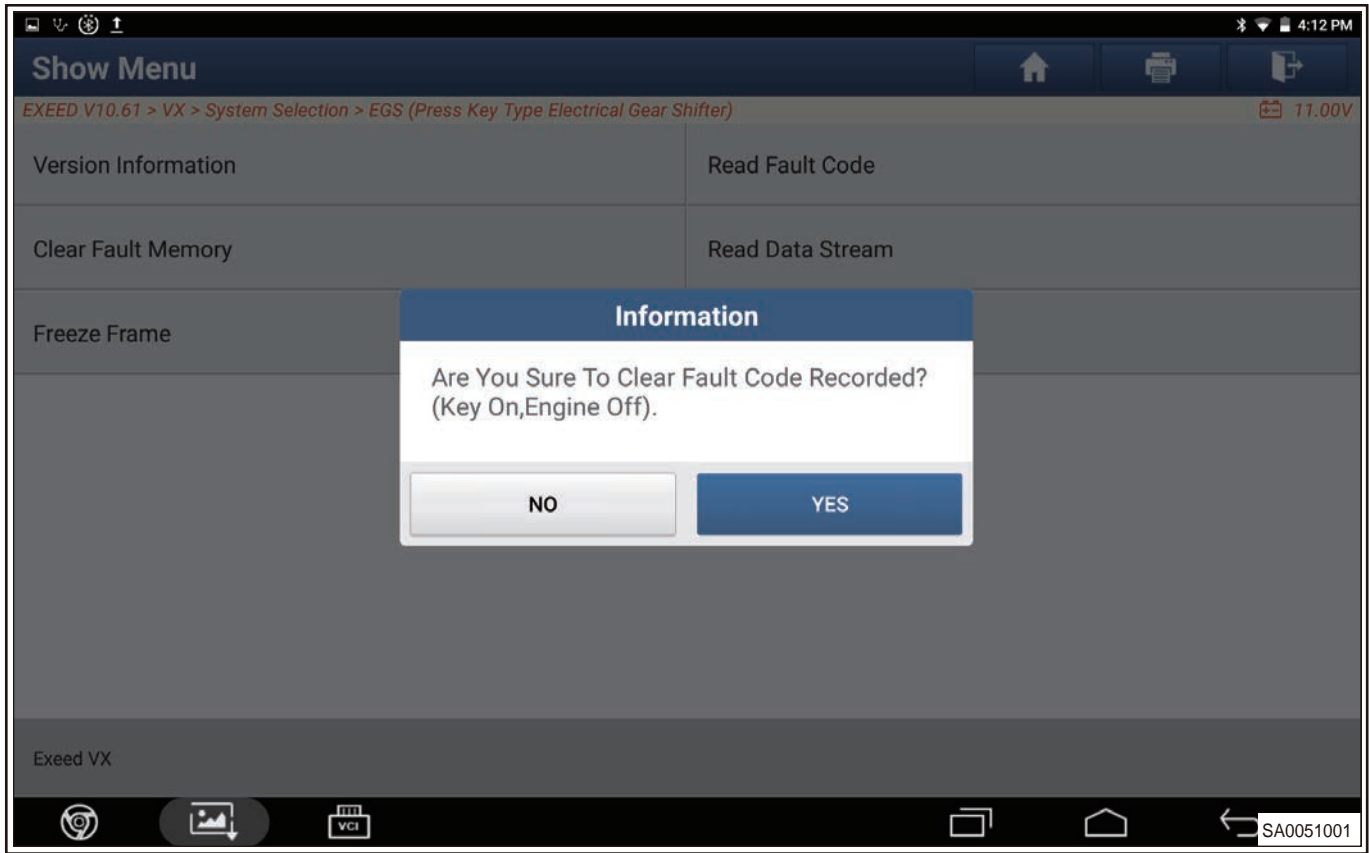 4:12 PM
Show Menu
EXEED V10.61 > VX > System Selection > EGS (Press Key Type Electrical Gear Shifter)
11.00V
Version Information
Read Fault Code
Clear Fault Memory
Read Data Stream
Freeze Frame
Information
Are You Sure To Clear Fault Code Recorded?
(Key On,Engine Off).
NO
YES
Exeed VX
VCI
SA0051001